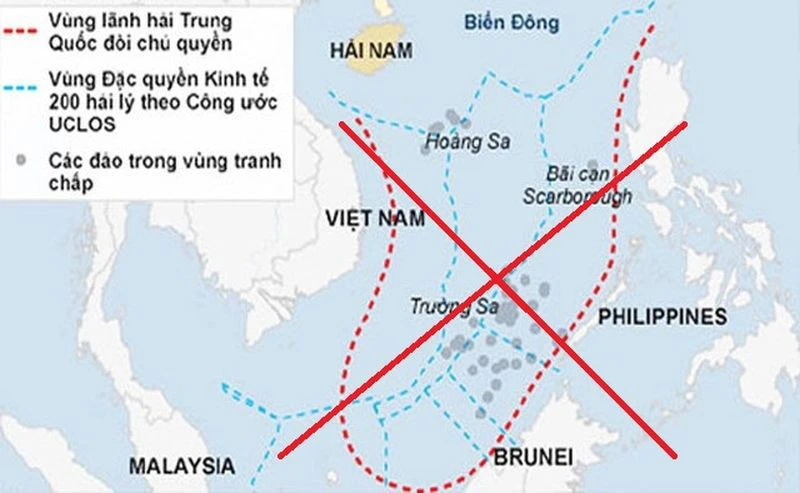 Vùng lãnh hải Trung
Quốc đòi chủ quyền
Vùng Đặc quyền Kinh tế
200 hải lý theo Công ước
UCLOS
Các đảo trong vùng tranh
chấp
Biển Đông
HẢI NAM
Hoàng Sa
Bãi cạn
Scarborough
VIỆT NAM
Trường Sa
PHILIPPINES
MALAYSIA
BRUNEI